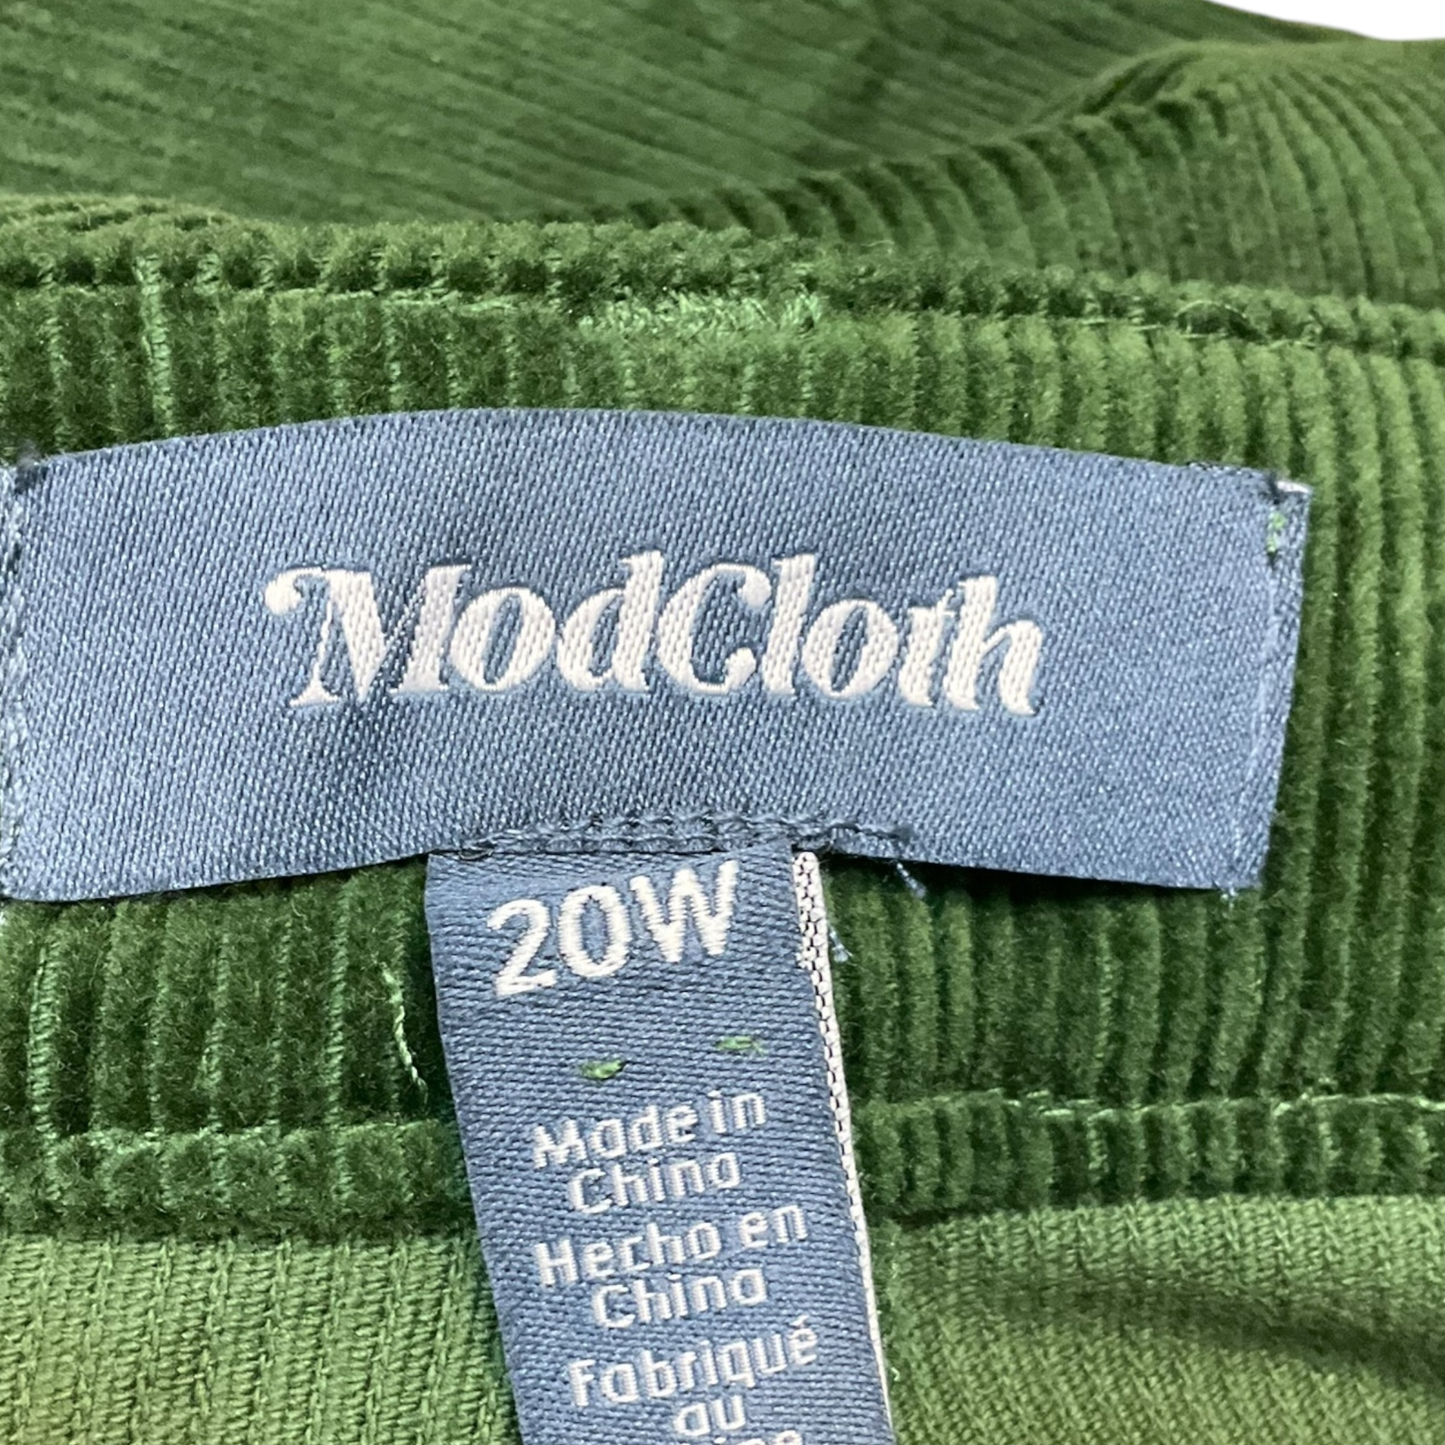 ModCloth
20W
Made in
China
Hecho en
China
Fabriqué
au